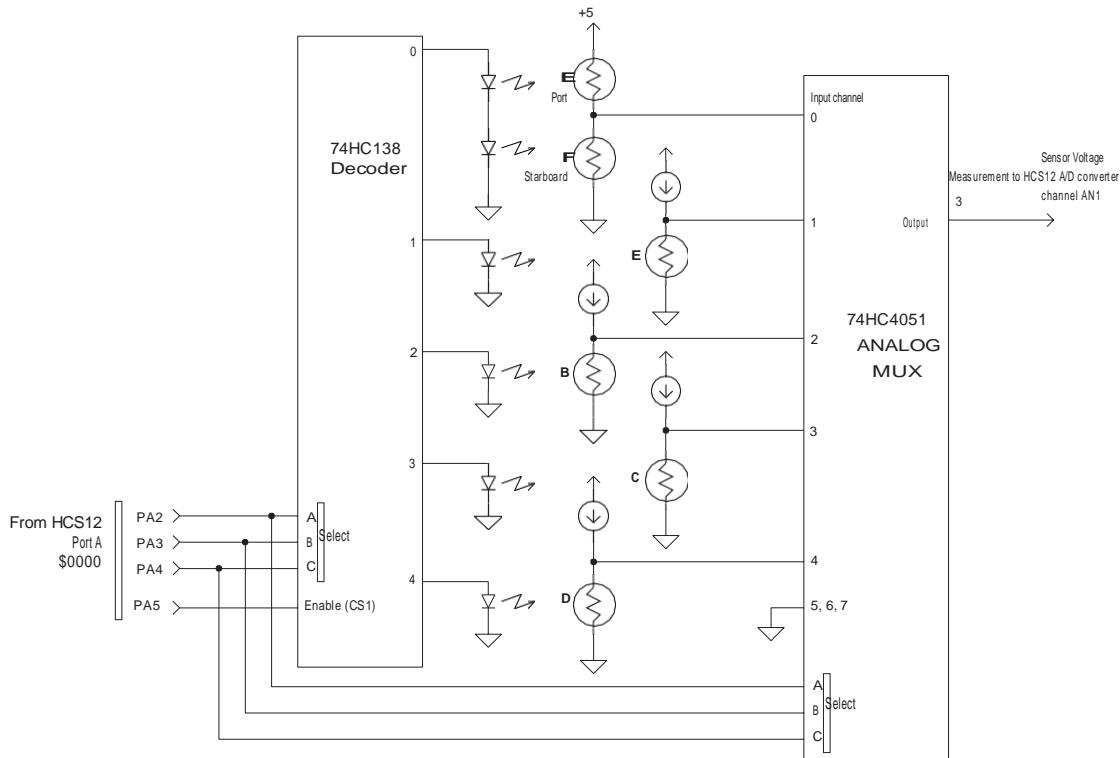 +5
0
E
Port
Input channel
0
74HC138
Decoder
F
Starboard
Sensor Voltage
Measurement to HCS12 A/D converter
channel AN1
3
1
Output
1
E
74HC4051
ANALOG
MUX
2
2
B
3
3
C
From HCS12
Port A
$0000
PA2
PA3
PA4
PA5
A
B
C
Select
Enable (CS1)
4
4
D
5, 6, 7
A
B
C
Select